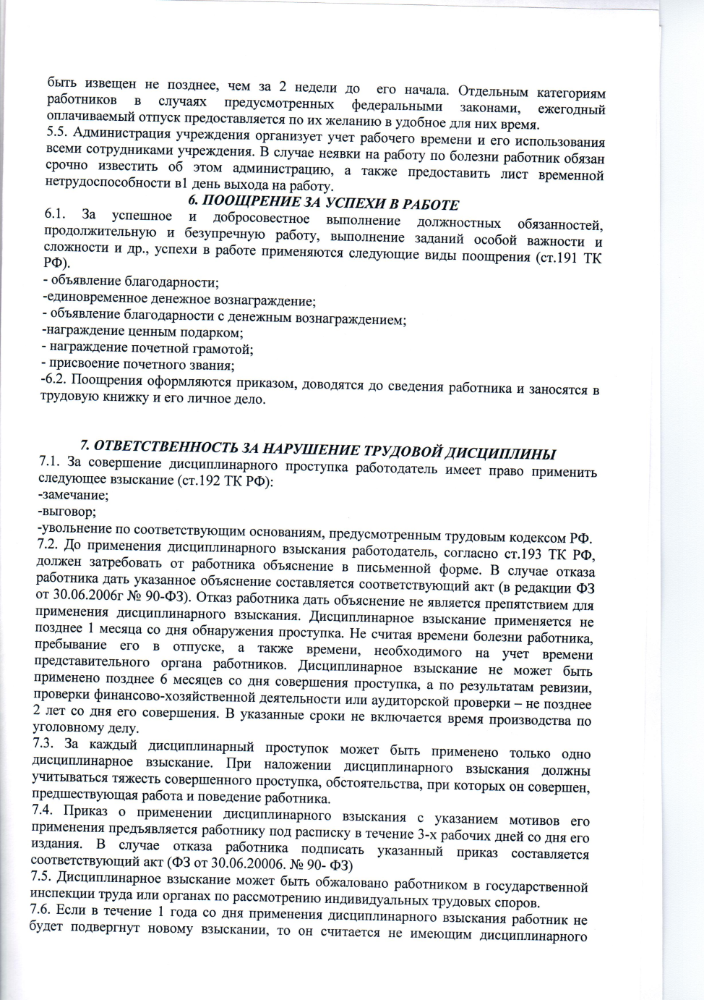 быть извещен не позднее, чем за 2 недели до его начала. Отдельным категориям
работников в случаях предусмотренных федеральными законами, ежегодный
оплачиваемый отпуск предоставляется по их желанию в удобное для них время.
5.5. Администрация учреждения организует учет рабочего времени и его использования
всеми сотрудниками учреждения. В случае неявки на работу по болезни работник обязан
срочно известить об этом администрацию, а также предоставить лист временной
нетрудоспособности в1 день выхода на работу.
6. ПООЩРЕНИЕ ЗА УСПЕХИ В РАБОТЕ
6.1. За успешное и добросовестное выполнение должностных обязанностей,
продолжительную и безупречную работу, выполнение заданий особой важности и
сложности и др., успехи в работе применяются следующие виды поощрения (ст.191 ТК
РФ).
- объявление благодарности;
-единовременное денежное вознаграждение;
- объявление благодарности с денежным вознаграждением;
-награждение ценным подарком;
- награждение почетной грамотой;
- присвоение почетного звания;
-6.2. Поощрения оформляются приказом, доводятся до сведения работника и заносятся в
трудовую книжку и его личное дело.
7. ОТВЕТСТВЕННОСТЬ ЗА НАРУШЕНИЕ ТРУДОВОЙ ДИСЦИПЛИНЫ
7.1. За совершение дисциплинарного проступка работодатель имеет право применить
следующее взыскание (ст.192 ТК РФ):
-замечание;
-выговор;
-увольнение по соответствующим основаниям, предусмотренным трудовым кодексом РФ.
7.2. До применения дисциплинарного взыскания работодатель, согласно ст.193 ТК РФ,
должен затребовать от работника объяснение в письменной форме. В случае отказа
работника дать указанное объяснение составляется соответствующий акт (в редакции ФЗ
от 30.06.2006г № 90-ФЗ). Отказ работника дать объяснение не является препятствием для
применения дисциплинарного взыскания. Дисциплинарное взыскание применяется не
позднее 1 месяца со дня обнаружения проступка. Не считая времени болезни работника,
пребывание его в отпуске, а также времени, необходимого на учет времени
представительного органа работников. Дисциплинарное взыскание не может быть
применено позднее 6 месяцев со дня совершения проступка, а по результатам ревизии,
проверки финансово-хозяйственной деятельности или аудиторской проверки – не позднее
2 лет со дня его совершения. В указанные сроки не включается время производства по
уголовному делу.
7.3. За каждый дисциплинарный проступок может быть применено только одно
дисциплинарное взыскание. При наложении дисциплинарного взыскания должны
учитываться тяжесть совершенного проступка, обстоятельства, при которых он совершен,
предшествующая работа и поведение работника.
7.4. Приказ о применении дисциплинарного взыскания с указанием мотивов его
применения предъявляется работнику под расписку в течение 3-х рабочих дней со дня его
издания. В случае отказа работника подписать указанный приказ составляется
соответствующий акт (ФЗ от 30.06.20006. № 90- ФЗ)
7.5. Дисциплинарное взыскание может быть обжаловано работником в государственной
инспекции труда или органах по рассмотрению индивидуальных трудовых споров.
7.6. Если в течение 1 года со дня применения дисциплинарного взыскания работник не
будет подвергнут новому взыскании, то он считается не имеющим дисциплинарного